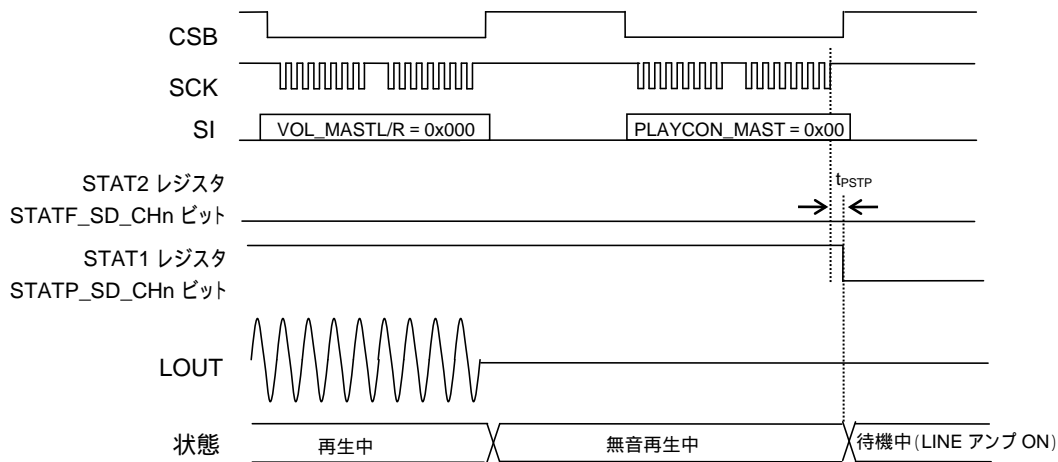 CSB
SCK
SI
VOL_MASTL/R = 0x000
PLAYCON_MAST = 0x00
STAT2 レジスタ
STATF_SD_CHn ビット
tPSTP
STAT1 レジスタ
STATP_SD_CHn ビット
LOUT
状態
再生中
無音再生中
待機中(LINE アンプ ON)